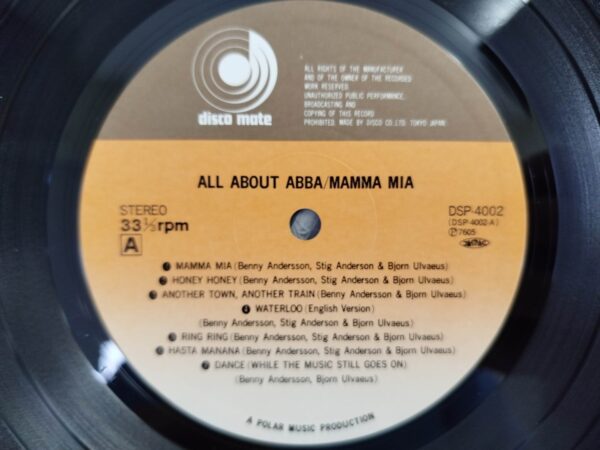 disco mate
ALL RIGHTS OF THE MANUFACTURER
AND OF THE OWNER OF THE RECORDED
WORK RESERVED
UNAUTHORIZED PUBLIC PERFORMANCE,
BROADCASTING AND
COPYING OF THIS RECORD
PROHIBITED. MADE BY DISCO CO.,LTD. TOKYO JAPAN
ALL ABOUT ABBA/MAMMA MIA
STEREO
33⅓rpm
A
DSP-4002
(DSP-4002-A)
Ⓟ7605
MAMMA MIA (Benny Andersson, Stig Anderson & Bjorn Ulvaeus)
HONEY HONEY (Benny Andersson, Stig Anderson & Bjorn Ulvaeus)
ANOTHER TOWN, ANOTHER TRAIN (Benny Andersson & Bjorn Ulvaeus)
❹ WATERLOO (English Version)
(Benny Andersson, Stig Anderson & Bjorn Ulvaeus)
RING RING (Benny Andersson, Stig Anderson & Bjorn Ulvaeus)
HASTA MANANA (Benny Andersson, Stig Anderson & Bjorn Ulvaeus)
DANCE (WHILE THE MUSIC STILL GOES ON)
(Benny Andersson, Bjorn Ulvaeus)
A POLAR MUSIC PRODUCTION